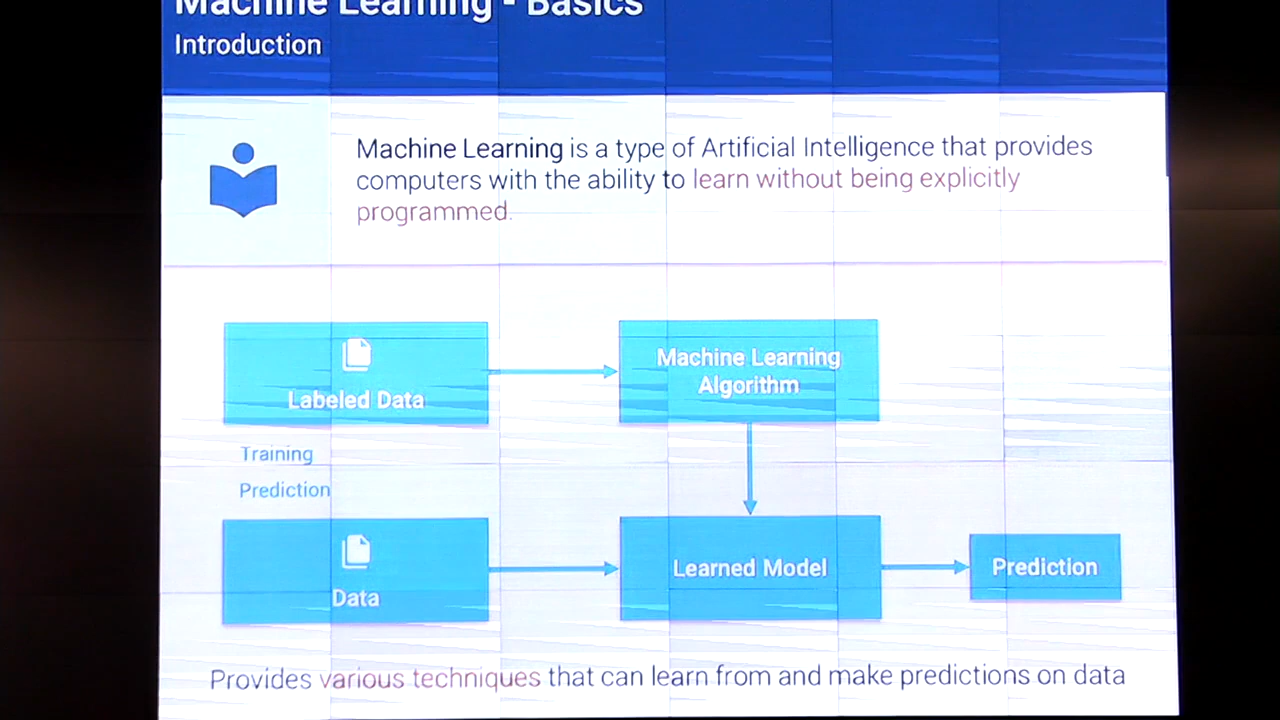 Machine Learning - Basics
Introduction
Machine Learning is a type of Artificial Intelligence that provides
computers with the ability to learn without being explicitly
programmed.
Labeled Data
Machine Learning
Algorithm
Training
Prediction
Data
Learned Model
Prediction
Provides various techniques that can learn from and make predictions on data